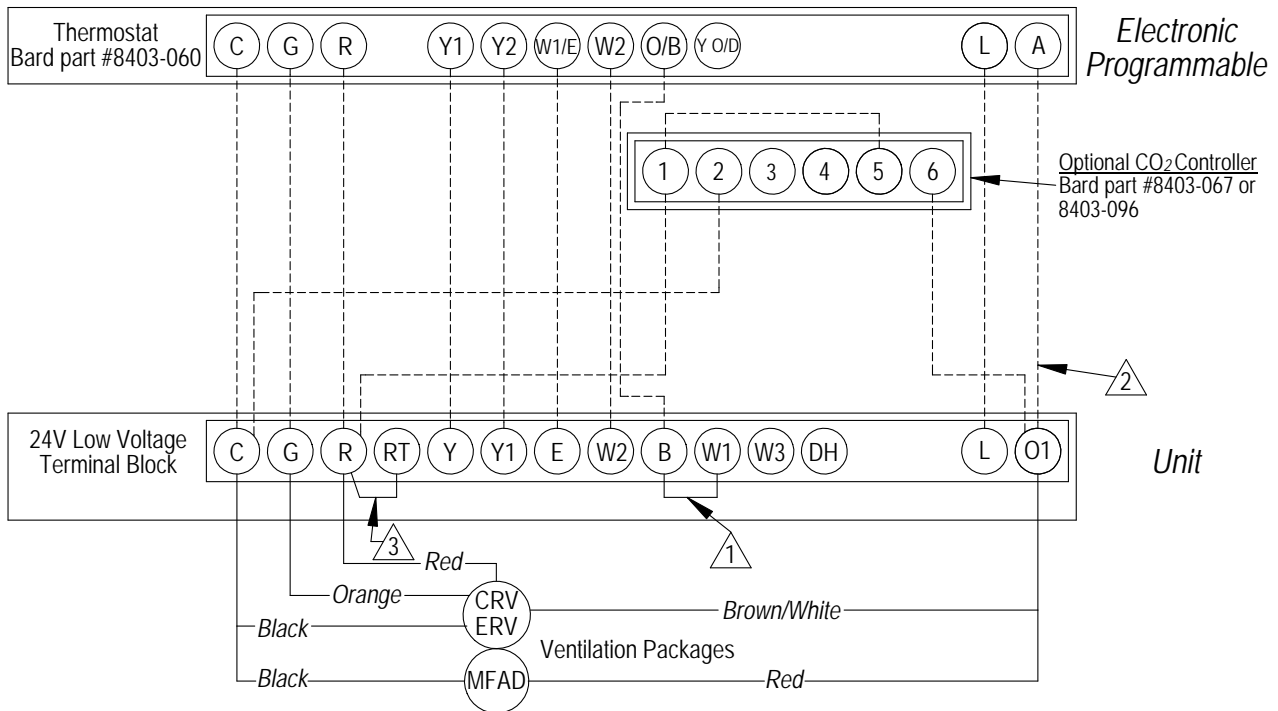 Thermostat
Bard part #8403-060
C G R Y1 Y2 W1/E W2 O/B Y O/D L A
Electronic
Programmable
1 2 3 4 5 6
Optional CO2 Controller
Bard part #8403-067 or
8403-096
2
24V Low Voltage
Terminal Block
C G R RT Y Y1 E W2 B W1 W3 DH L O1
Unit
3
1
Red
Orange
CRV
ERV
Brown/White
Black
Ventilation Packages
Black
MFAD
Red